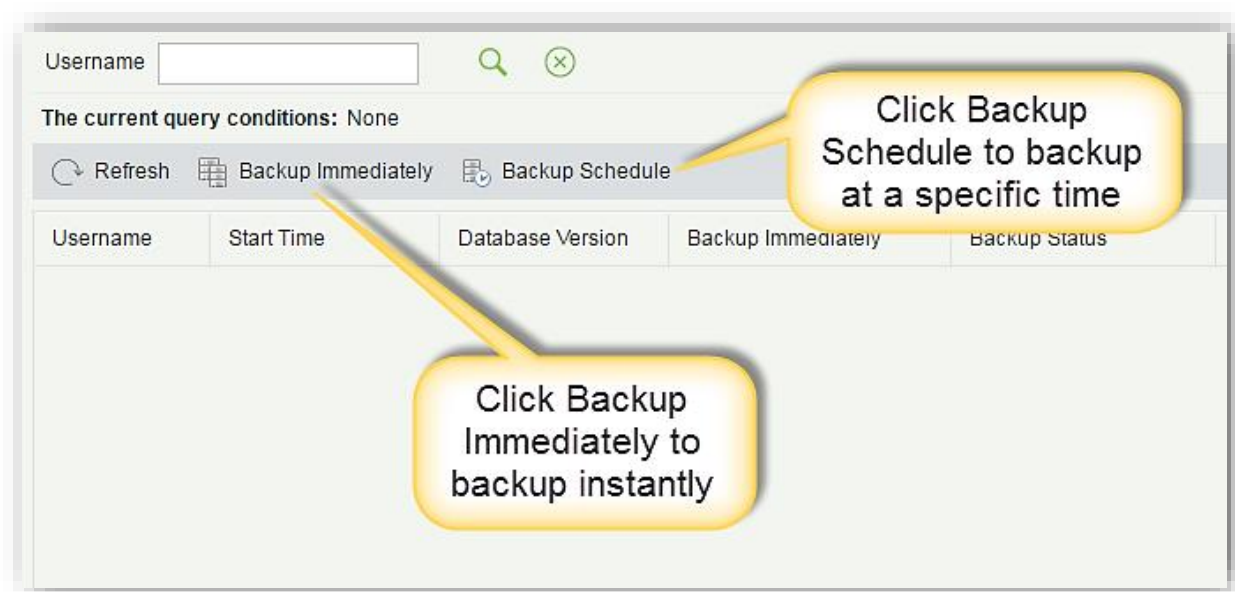 Username
The current query conditions: None
Refresh Backup Immediately Backup Schedule
Click Backup
Schedule to backup
at a specific time
Username Start Time Database Version Backup Immediately Backup Status
Click Backup
Immediately to
backup instantly